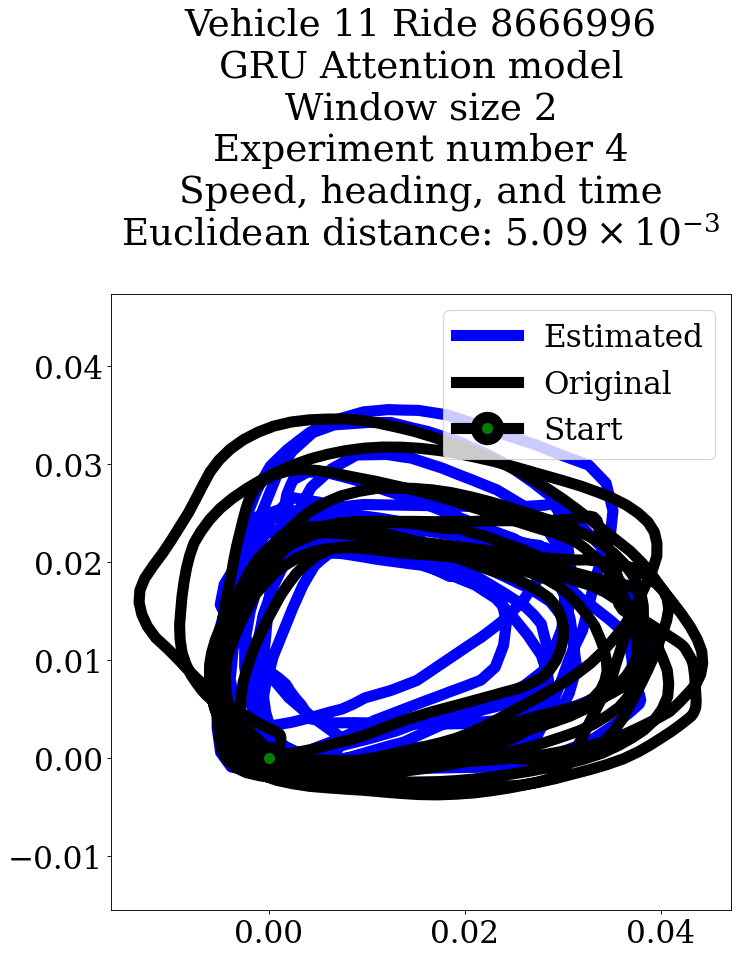 Vehicle 11 Ride 8666996
GRU Attention model
Window size 2
Experiment number 4
Speed, heading, and time
Euclidean distance: 5.09 × 10⁻³
Estimated
Original
Start
0.04
0.03
0.02
0.01
0.00
−0.01
0.00 0.02 0.04